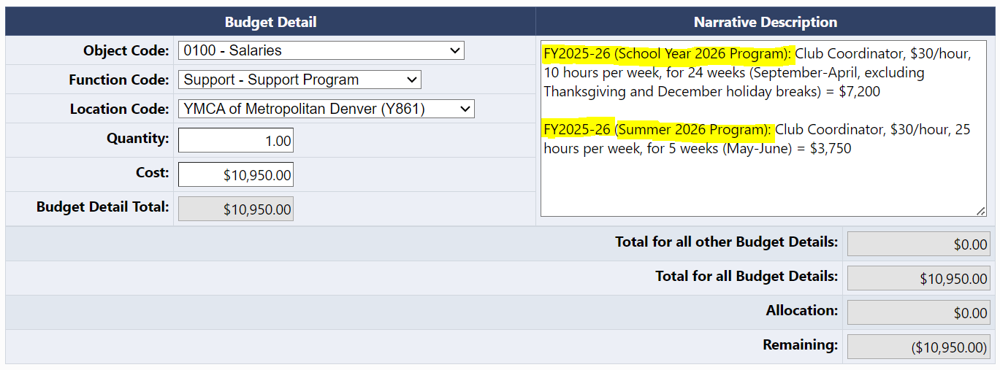 Budget Detail
Narrative Description
Object Code: 0100 - Salaries
Function Code: Support - Support Program
Location Code: YMCA of Metropolitan Denver (Y861)
Quantity: 1.00
Cost: $10,950.00
Budget Detail Total: $10,950.00
FY2025-26 (School Year 2026 Program): Club Coordinator, $30/hour,
10 hours per week, for 24 weeks (September-April, excluding
Thanksgiving and December holiday breaks) = $7,200
FY2025-26 (Summer 2026 Program): Club Coordinator, $30/hour, 25
hours per week, for 5 weeks (May-June) = $3,750
Total for all other Budget Details: $0.00
Total for all Budget Details: $10,950.00
Allocation: $0.00
Remaining: ($10,950.00)